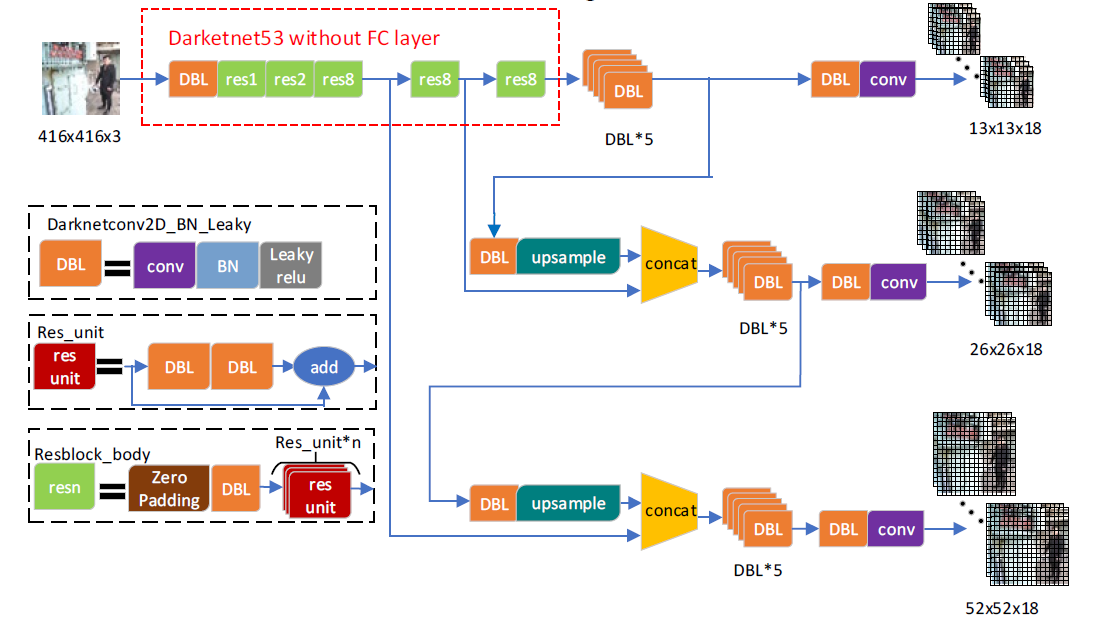 Darketnet53 without FC layer
DBL res1 res2 res8 res8 res8
DBL
DBL conv
416x416x3
DBL*5
13x13x18
Darknetconv2D_BN_Leaky
DBL = conv BN Leaky
relu
DBL upsample
concat
DBL
DBL conv
DBL*5
26x26x18
Res_unit
res
unit = DBL DBL add
Resblock_body
Res_unit*n
resn = Zero
Padding DBL res
unit
DBL upsample
concat
DBL
DBL conv
DBL*5
52x52x18